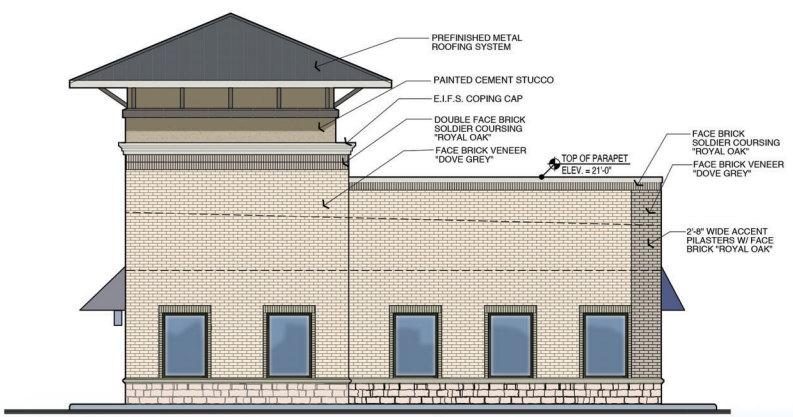 PREFINISHED METAL
ROOFING SYSTEM
PAINTED CEMENT STUCCO
E.I.F.S. COPING CAP
DOUBLE FACE BRICK
SOLDIER COURSING
"ROYAL OAK"
FACE BRICK VENEER
"DOVE GREY"
TOP OF PARAPET
ELEV. = 21'-0"
FACE BRICK
SOLDIER COURSING
"ROYAL OAK"
FACE BRICK VENEER
"DOVE GREY"
2'-8" WIDE ACCENT
PILASTERS W/ FACE
BRICK "ROYAL OAK"